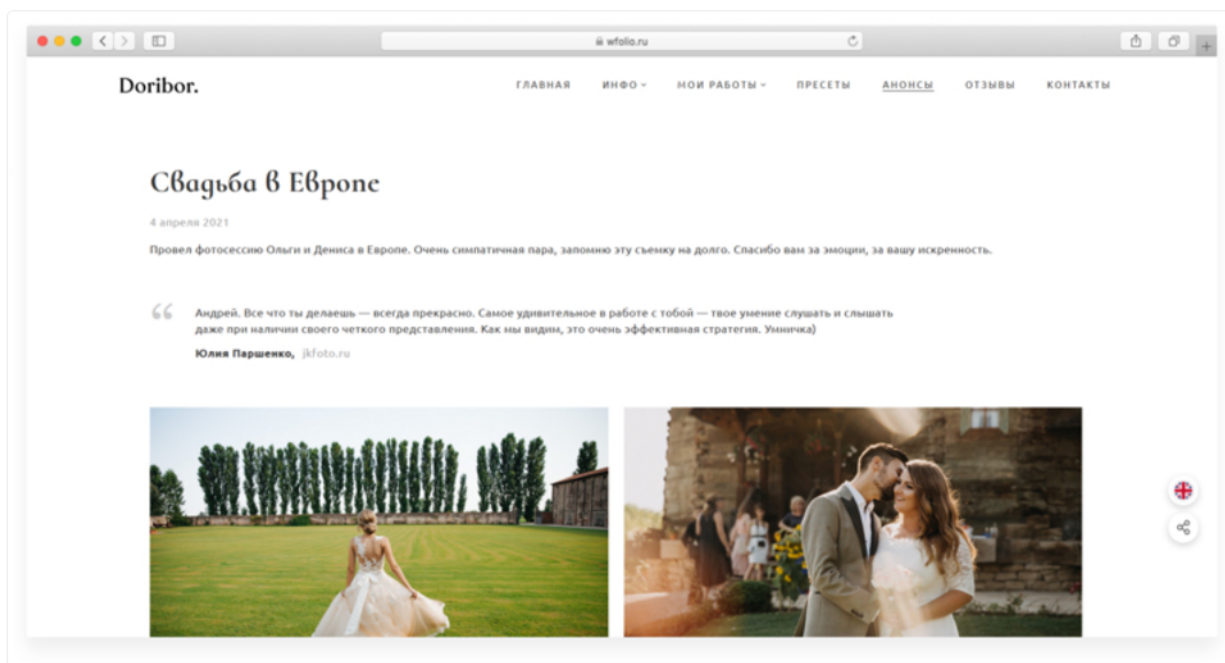 wfolio.ru
Doribor.
ГЛАВНАЯ ИНФО МОИ РАБОТЫ ПРЕСЕТЫ АНОНСЫ ОТЗЫВЫ КОНТАКТЫ
Свадьба в Европе
4 апреля 2021
Провел фотосессию Ольги и Дениса в Европе. Очень симпатичная пара, запомню эту съемку на долго. Спасибо вам за эмоции, за вашу искренность.
“ Андрей. Все что ты делаешь — всегда прекрасно. Самое удивительное в работе с тобой — твое умение слушать и слышать
даже при наличии своего четкого представления. Как мы видим, это очень эффективная стратегия. Умничка)
Юлия Паршенко, jkfoto.ru